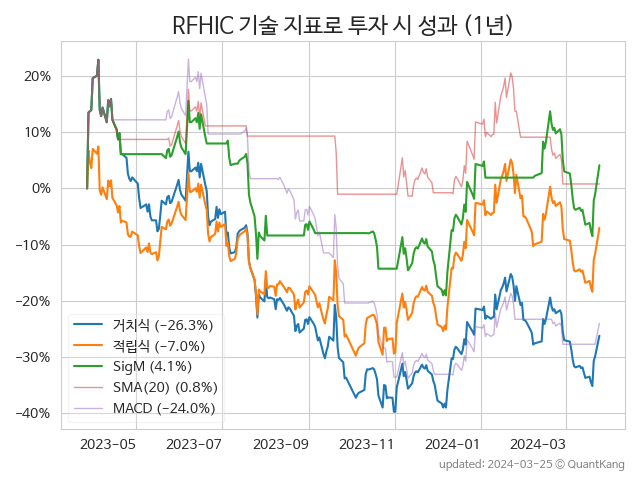 RFHIC 기술 지표로 투자 시 성과 (1년)
20%
10%
0%
−10%
−20%
−30%
−40%
거치식 (−26.3%)
적립식 (−7.0%)
SigM (4.1%)
SMA(20) (0.8%)
MACD (−24.0%)
2023−05
2023−07
2023−09
2023−11
2024−01
2024−03
updated: 2024−03−25 ⓒ QuantKang